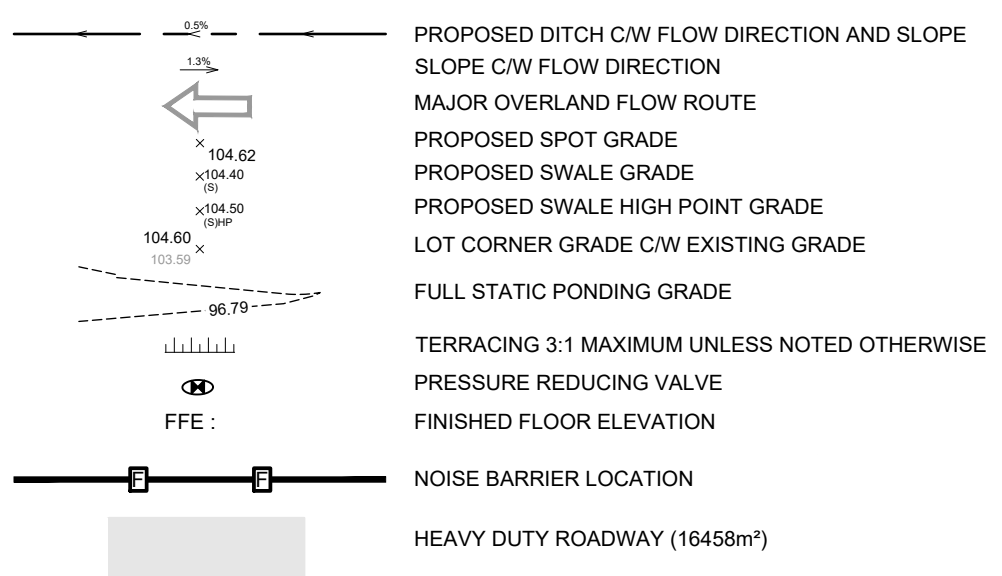 0.5%
PROPOSED DITCH C/W FLOW DIRECTION AND SLOPE
1.3%
SLOPE C/W FLOW DIRECTION
MAJOR OVERLAND FLOW ROUTE
104.62
PROPOSED SPOT GRADE
104.40
(S)
PROPOSED SWALE GRADE
104.50
(S)HP
PROPOSED SWALE HIGH POINT GRADE
104.60
103.59
LOT CORNER GRADE C/W EXISTING GRADE
96.79
FULL STATIC PONDING GRADE
TERRACING 3:1 MAXIMUM UNLESS NOTED OTHERWISE
PRESSURE REDUCING VALVE
FFE : FINISHED FLOOR ELEVATION
F F NOISE BARRIER LOCATION
HEAVY DUTY ROADWAY (16458m²)